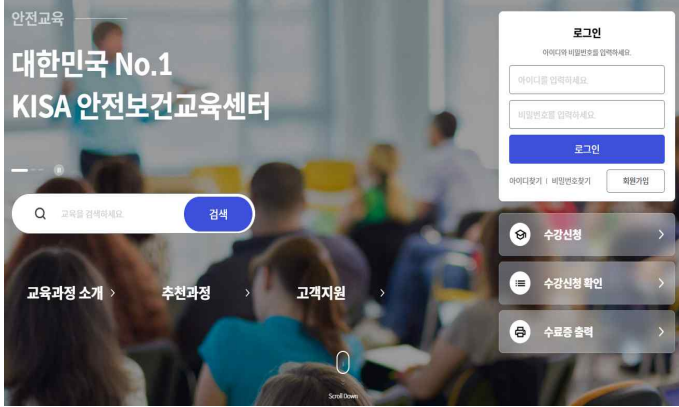 안전교육
대한민국 No.1
KISA 안전보건교육센터
교육을 검색하세요
검색
교육과정 소개
추천과정
고객지원
Scroll Down
로그인
아이디와 비밀번호를 입력하세요.
아이디를 입력하세요.
비밀번호를 입력하세요.
로그인
아이디찾기 | 비밀번호찾기
회원가입
수강신청
수강신청 확인
수료증 출력